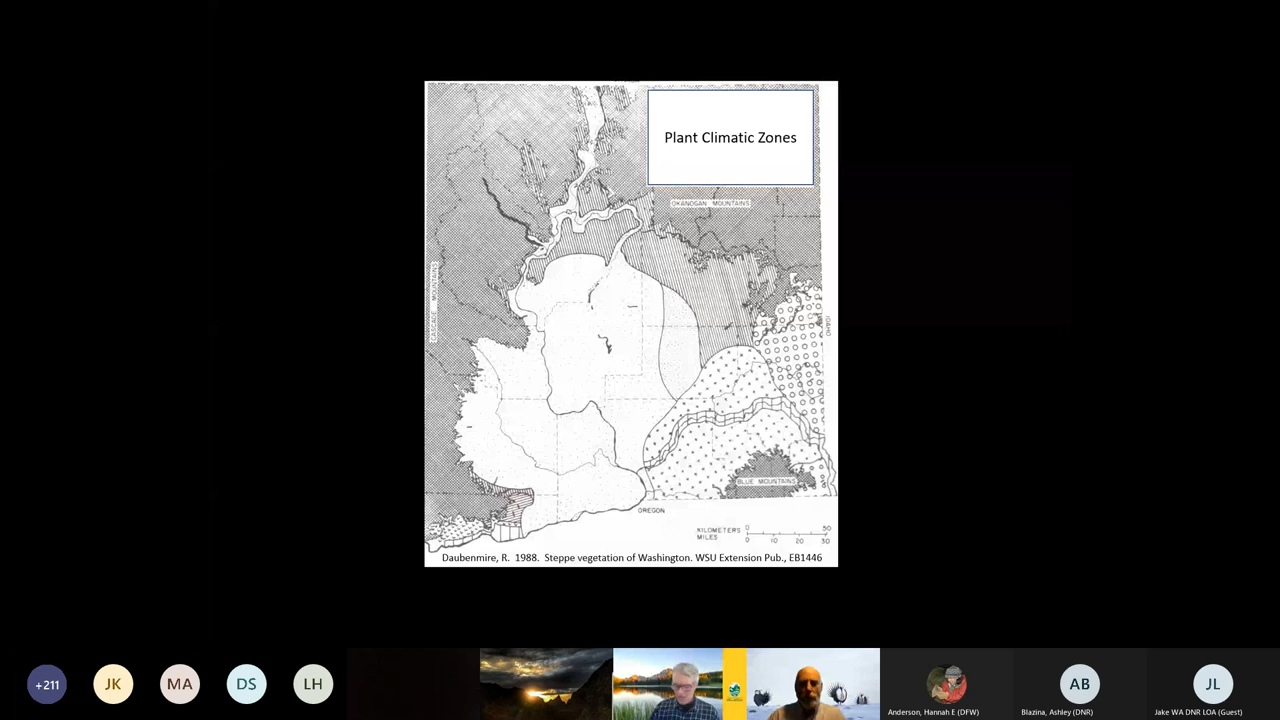 Plant Climatic Zones
OKANOGAN MOUNTAINS
CASCADE MOUNTAINS
IDAHO
BLUE MOUNTAINS
OREGON
KILOMETERS 0 50
MILES 0 10 20 30
Daubenmire, R. 1988. Steppe vegetation of Washington. WSU Extension Pub., EB1446
+211
JK
MA
DS
LH
Anderson, Hannah E (DFW)
AB
Blazina, Ashley (DNR)
JL
Jake WA DNR LOA (Guest)